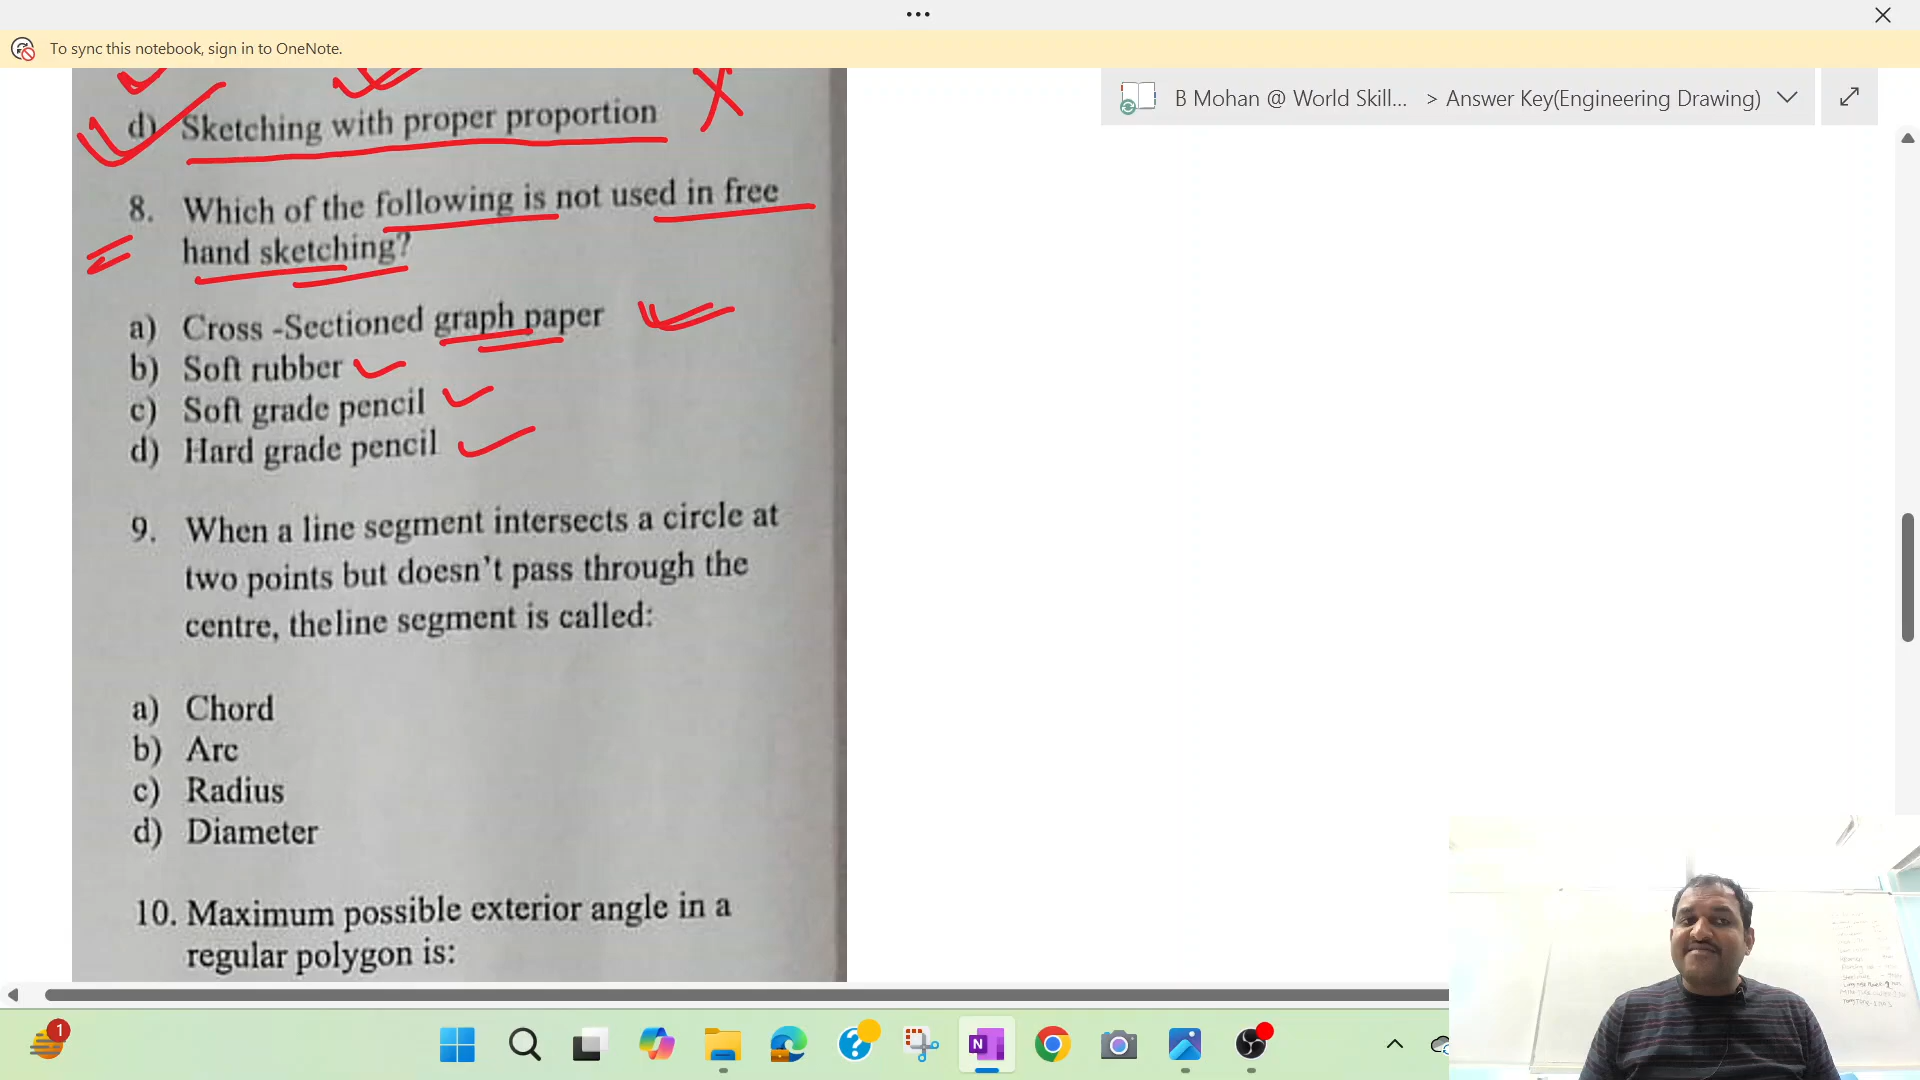 To sync this notebook, sign in to OneNote.
B Mohan @ World Skill... > Answer Key(Engineering Drawing)
d) Sketching with proper proportion
8. Which of the following is not used in free
hand sketching?
a) Cross -Sectioned graph paper
b) Soft rubber
c) Soft grade pencil
d) Hard grade pencil
9. When a line segment intersects a circle at
two points but doesn't pass through the
centre, theline segment is called:
a) Chord
b) Arc
c) Radius
d) Diameter
10. Maximum possible exterior angle in a
regular polygon is:
1